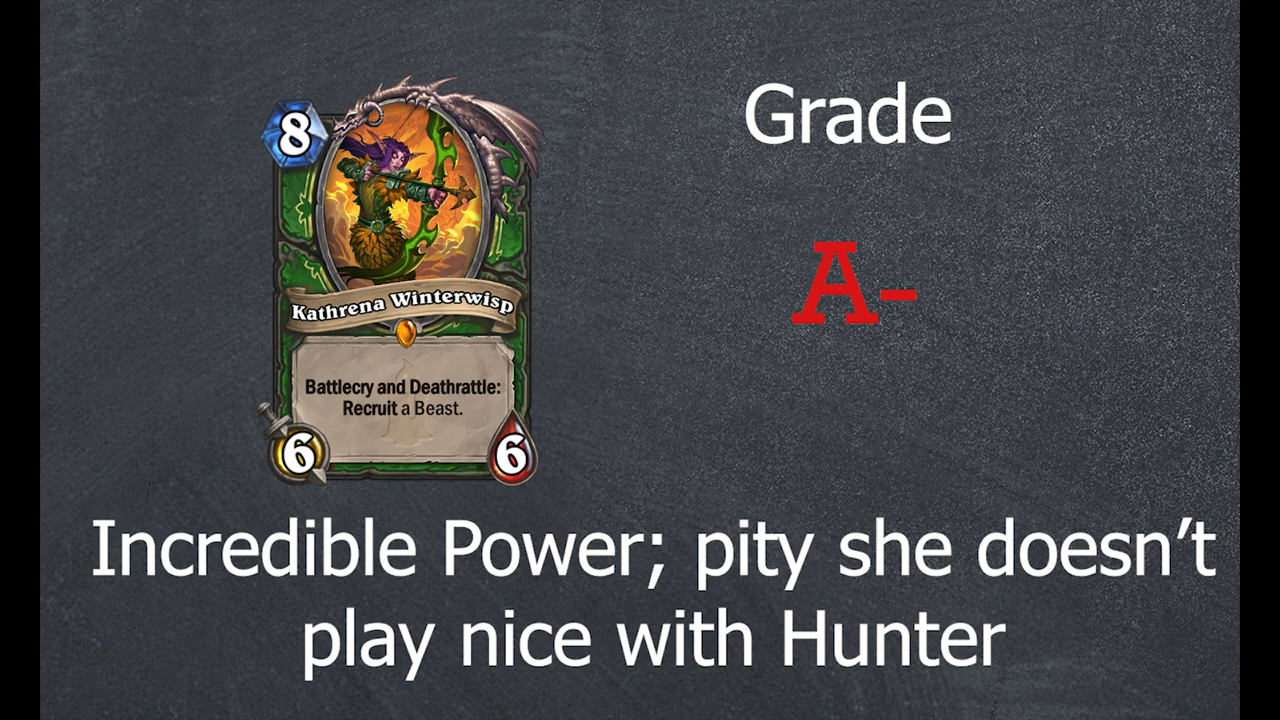 Grade
8
A-
Kathrena Winterwisp
Battlecry and Deathrattle:
Recruit a Beast.
6
6
Incredible Power; pity she doesn’t
play nice with Hunter